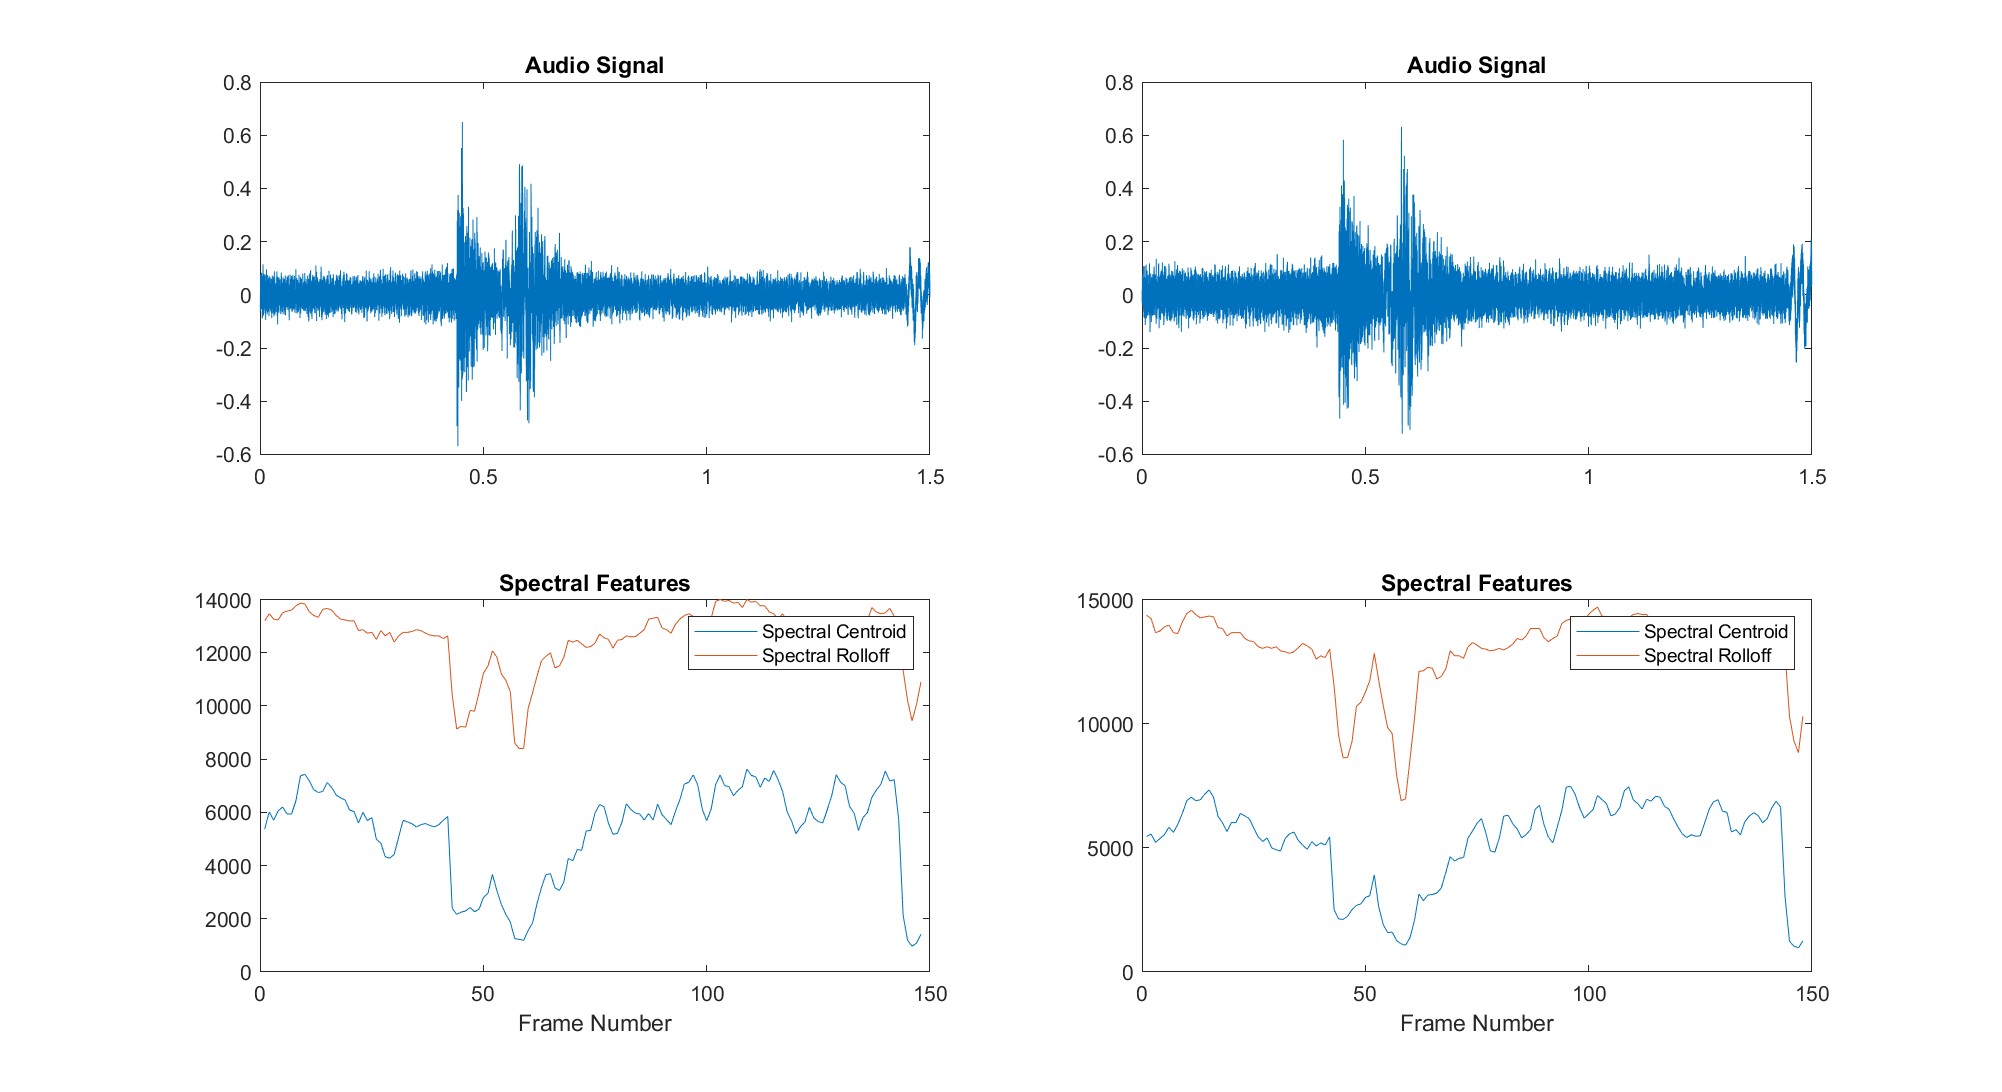 Audio Signal
0.8
0.6
0.4
0.2
0
-0.2
-0.4
-0.6
0 0.5 1 1.5
Audio Signal
0.8
0.6
0.4
0.2
0
-0.2
-0.4
-0.6
0 0.5 1 1.5
Spectral Features
14000
12000
10000
8000
6000
4000
2000
0
Spectral Centroid
Spectral Rolloff
0 50 100 150
Frame Number
Spectral Features
15000
10000
5000
0
Spectral Centroid
Spectral Rolloff
0 50 100 150
Frame Number